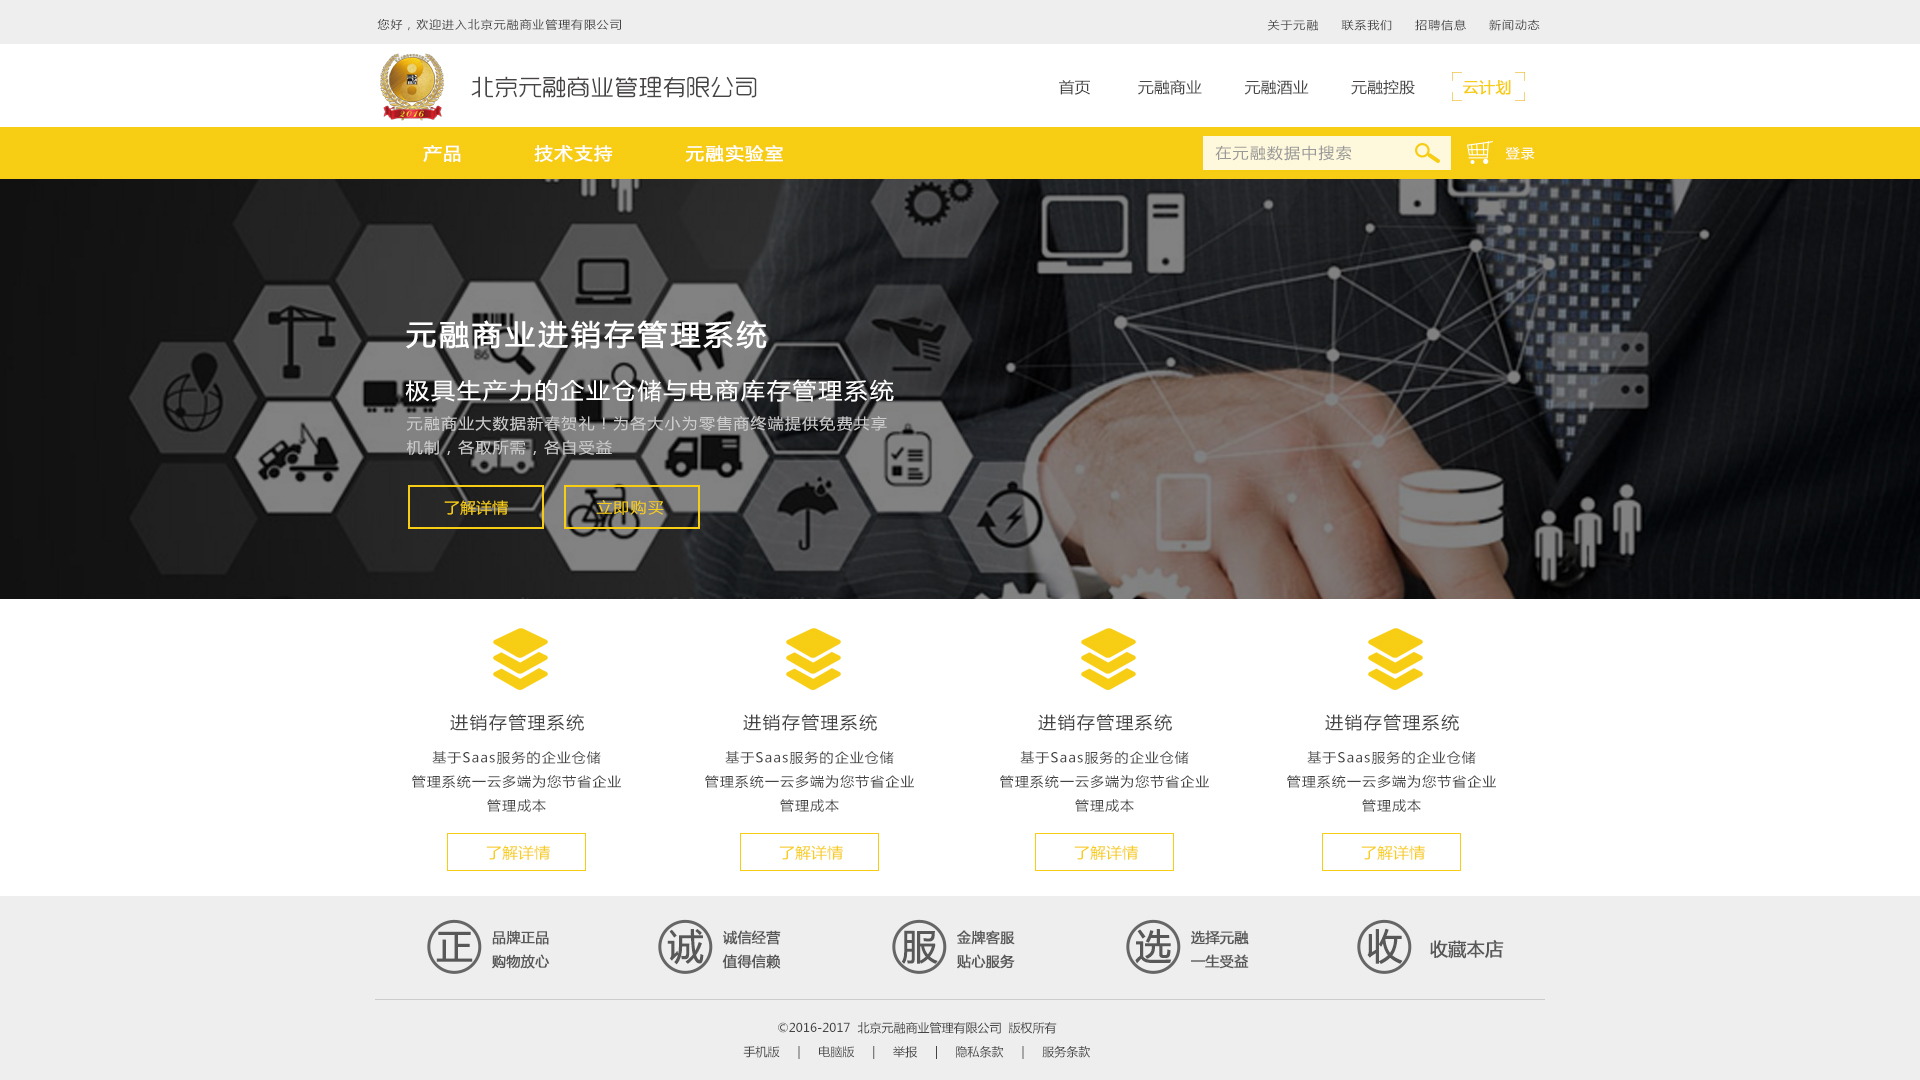 您好，欢迎进入北京元融商业管理有限公司
关于元融 联系我们 招聘信息 新闻动态
融
2016
北京元融商业管理有限公司
首页 元融商业 元融酒业 元融控股 云计划
产品 技术支持 元融实验室 在元融数据中搜索 登录
元融商业进销存管理系统
86
极具生产力的企业仓储与电商库存管理系统
元融商业大数据新春贺礼！为各大小为零售商终端提供免费共享
机制，各取所需，各自受益
了解详情 立即购买
进销存管理系统 进销存管理系统 进销存管理系统 进销存管理系统
基于Saas服务的企业仓储 基于Saas服务的企业仓储 基于Saas服务的企业仓储 基于Saas服务的企业仓储
管理系统一云多端为您节省企业 管理系统一云多端为您节省企业 管理系统一云多端为您节省企业 管理系统一云多端为您节省企业
管理成本 管理成本 管理成本 管理成本
了解详情 了解详情 了解详情 了解详情
正 品牌正品 诚 诚信经营 服 金牌客服 选 选择元融 收 收藏本店
购物放心 值得信赖 贴心服务 一生受益
©2016-2017 北京元融商业管理有限公司 版权所有
手机版 | 电脑版 | 举报 | 隐私条款 | 服务条款